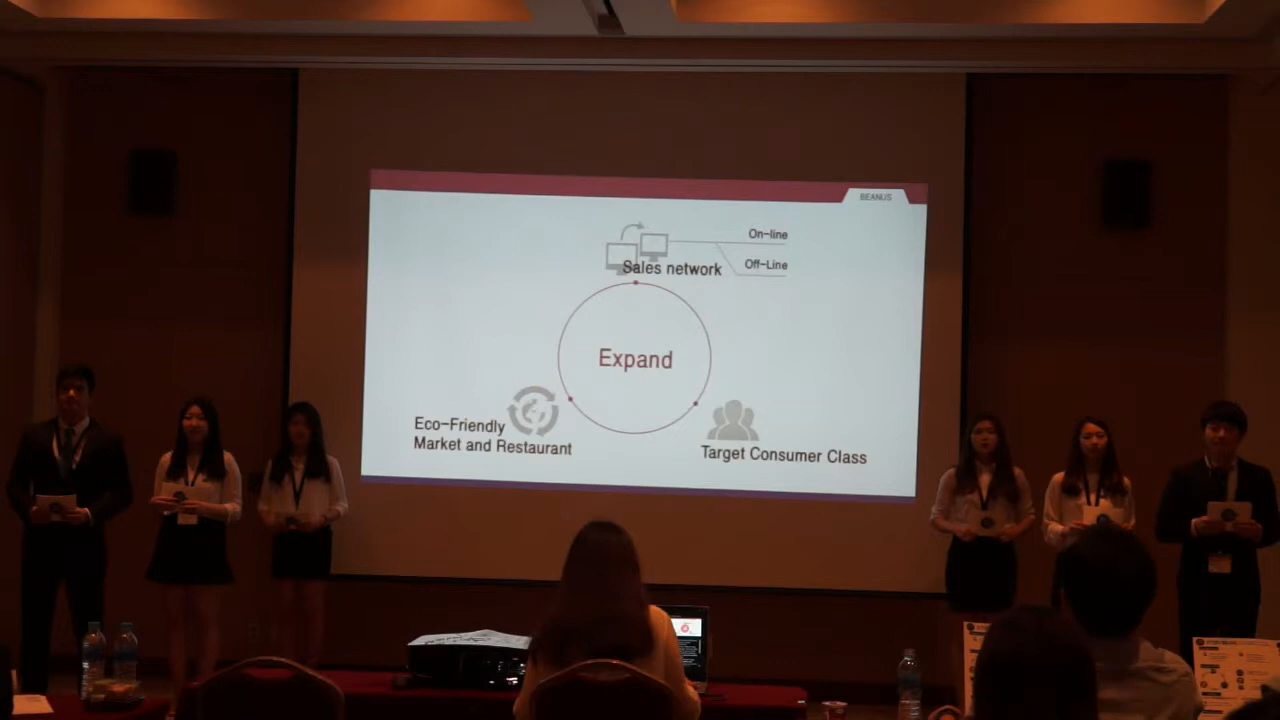 BEANUS
On-line
Off-Line
Sales network
Expand
Eco-Friendly
Market and Restaurant
Target Consumer Class